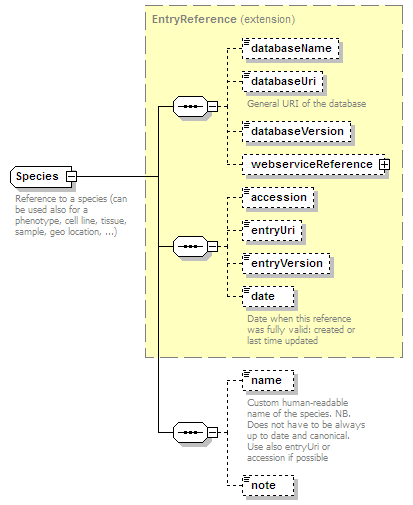 EntryReference (extension)
databaseName
databaseUri
General URI of the database
databaseVersion
webserviceReference
Species
Reference to a species (can
be used also for a
phenotype, cell line, tissue,
sample, geo location, ...)
accession
entryUri
entryVersion
date
Date when this reference
was fully valid: created or
last time updated
name
Custom human-readable
name of the species. NB.
Does not have to be always
up to date and canonical.
Use also entryUri or
accession if possible
note